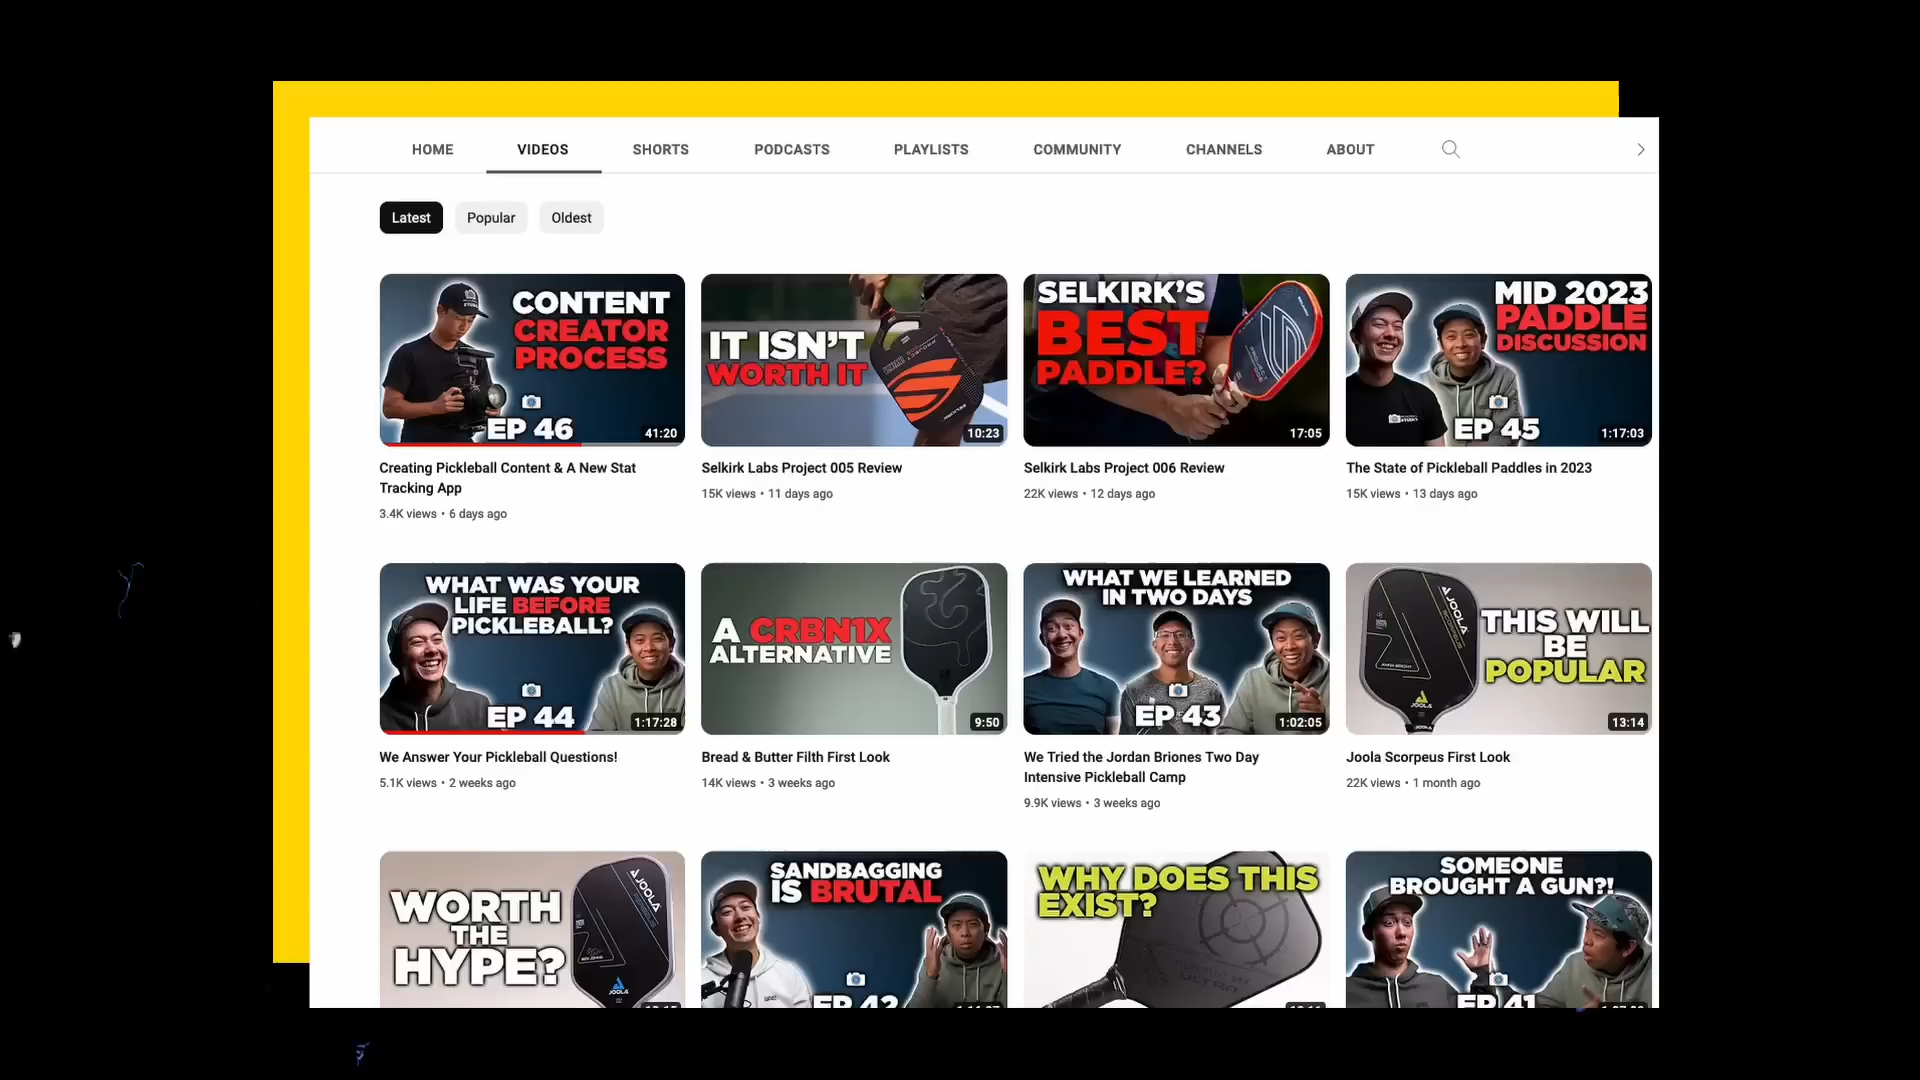 HOME
VIDEOS
SHORTS
PODCASTS
PLAYLISTS
COMMUNITY
CHANNELS
ABOUT
Latest
Popular
Oldest
CONTENT
CREATOR
PROCESS
EP 46
41:20
IT ISN'T
WORTH IT
10:23
SELKIRK'S
BEST
PADDLE?
17:05
MID 2023
PADDLE
DISCUSSION
EP 45
1:17:03
Creating Pickleball Content & A New Stat
Tracking App
3.4K views • 6 days ago
Selkirk Labs Project 005 Review
15K views • 11 days ago
Selkirk Labs Project 006 Review
22K views • 12 days ago
The State of Pickleball Paddles in 2023
15K views • 13 days ago
WHAT WAS YOUR
LIFE BEFORE
PICKLEBALL?
EP 44
1:17:28
A CRBN1X
ALTERNATIVE
9:50
WHAT WE LEARNED
IN TWO DAYS
EP 43
1:02:05
JOOLA
THIS WILL
BE
POPULAR
JOOLA
13:14
We Answer Your Pickleball Questions!
5.1K views • 2 weeks ago
Bread & Butter Filth First Look
14K views • 3 weeks ago
We Tried the Jordan Briones Two Day
Intensive Pickleball Camp
9.9K views • 3 weeks ago
Joola Scorpeus First Look
22K views • 1 month ago
WORTH
THE
HYPE?
JOOLA
JOOLA
SANDBAGGING
IS BRUTAL
EP 42
WHY DOES THIS
EXIST?
SOMEONE
BROUGHT A GUN?!
EP 41